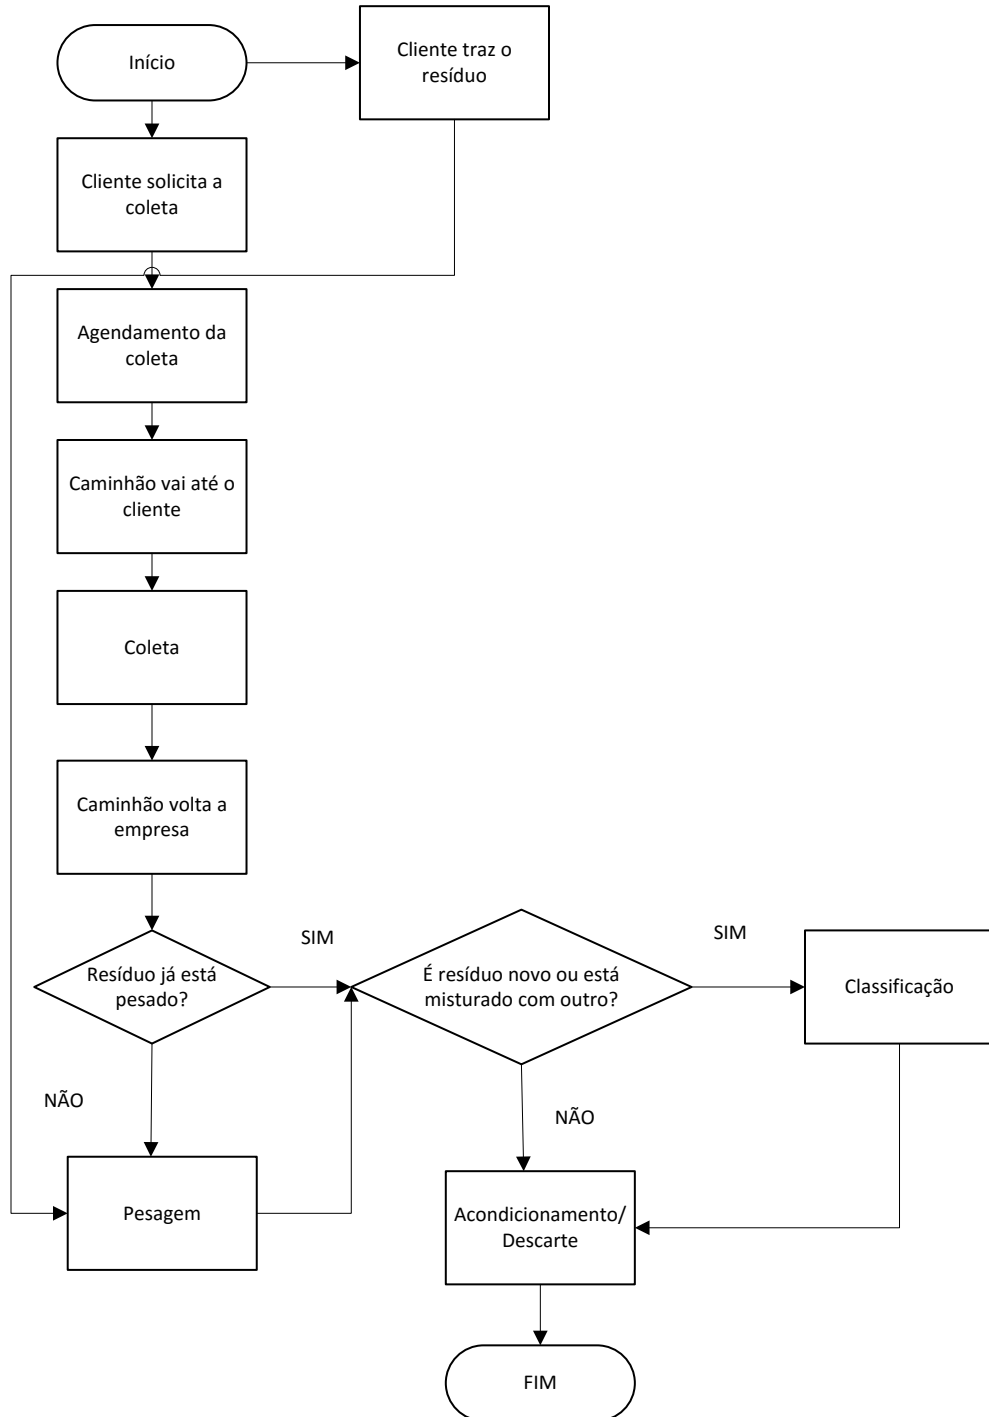 Início
Cliente traz o
resíduo
Cliente solicita a
coleta
Agendamento da
coleta
Caminhão vai até o
cliente
Coleta
Caminhão volta a
empresa
Resíduo já está
pesado?
SIM
É resíduo novo ou está
misturado com outro?
SIM
Classificação
NÃO
Pesagem
NÃO
Acondicionamento/
Descarte
FIM